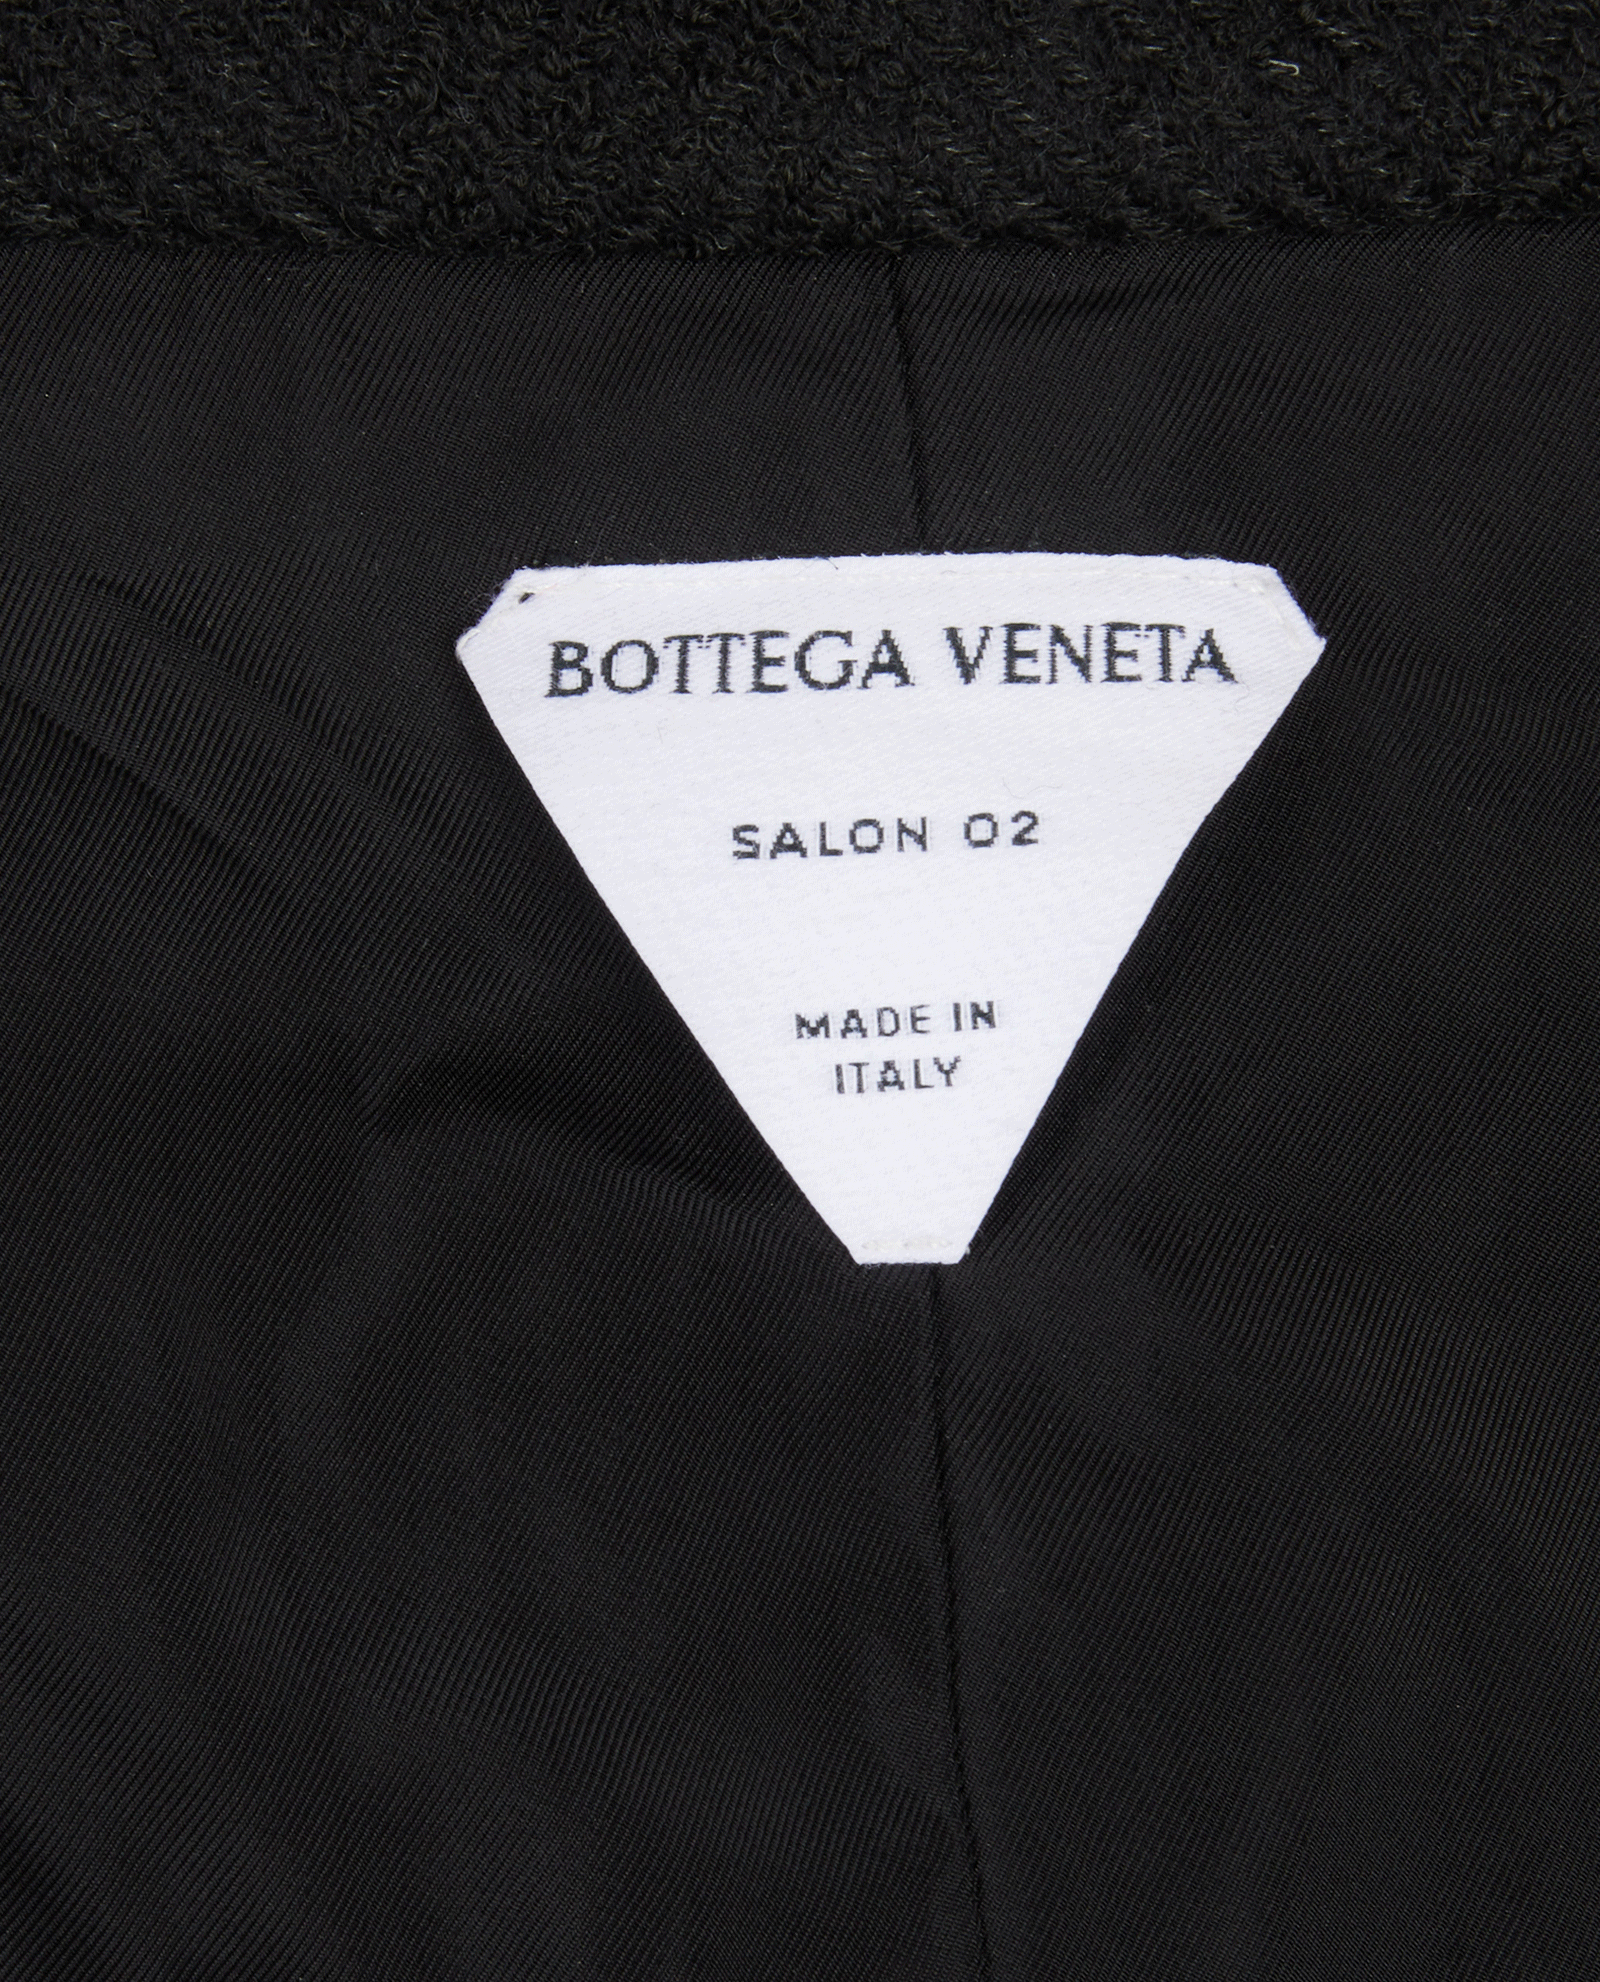 BOTTEGA VENETA
SALON 02
MADE IN
ITALY